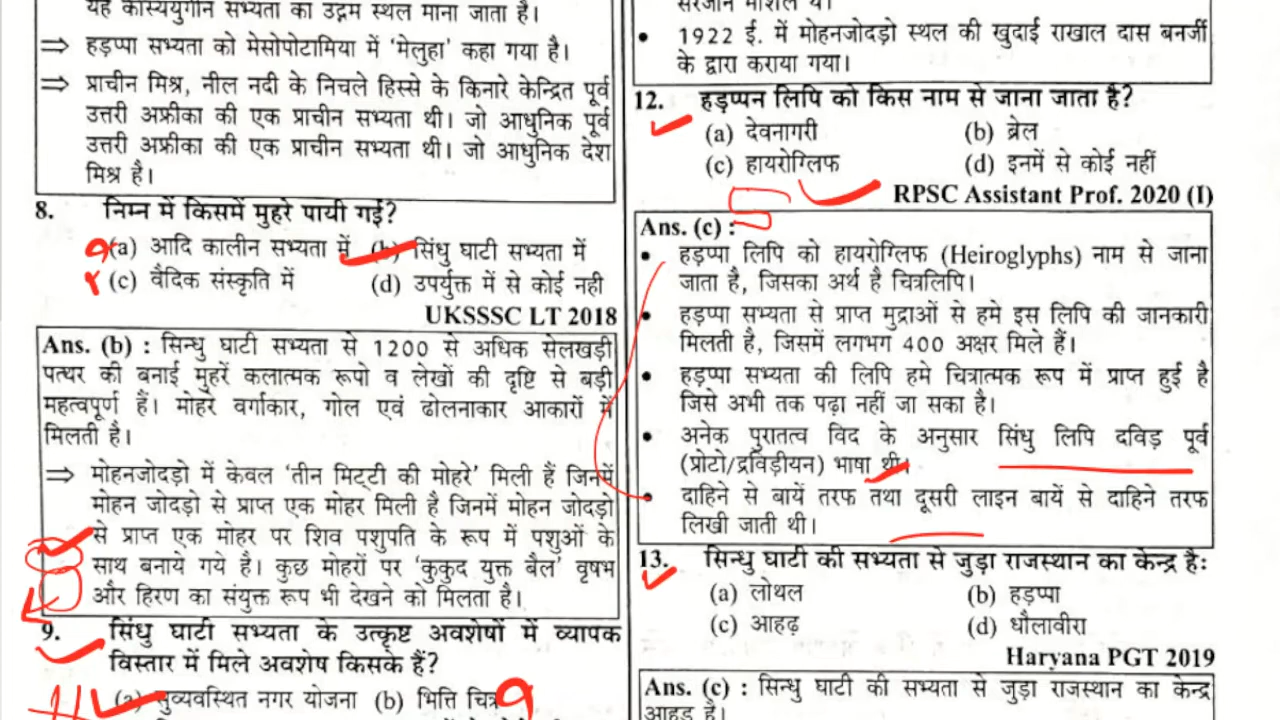 यह कांस्ययुगीन सभ्यता का उद्गम स्थल माना जाता है।
⇒ हड़प्पा सभ्यता को मेसोपोटामिया में 'मेलुहा' कहा गया है।
⇒ प्राचीन मिश्र, नील नदी के निचले हिस्से के किनारे केन्द्रित पूर्व
उत्तरी अफ्रीका की एक प्राचीन सभ्यता थी। जो आधुनिक पूर्व
उत्तरी अफ्रीका की एक प्राचीन सभ्यता थी। जो आधुनिक देश
मिश्र है।
8. निम्न में किसमें मुहरे पायी गई?
(a) आदि कालीन सभ्यता में (b) सिंधु घाटी सभ्यता में
(c) वैदिक संस्कृति में (d) उपर्युक्त में से कोई नही
UKSSSC LT 2018
Ans. (b) : सिन्धु घाटी सभ्यता से 1200 से अधिक सेलखड़ी
पत्थर की बनाई मुहरें कलात्मक रूपो व लेखों की दृष्टि से बड़ी
महत्वपूर्ण हैं। मोहरे वर्गाकार, गोल एवं ढोलनाकार आकारों में
मिलती है।
⇒ मोहनजोदड़ो में केवल 'तीन मिट्टी की मोहरे' मिली हैं जिनमें
मोहन जोदड़ो से प्राप्त एक मोहर मिली है जिनमें मोहन जोदड़ो
से प्राप्त एक मोहर पर शिव पशुपति के रूप में पशुओं के
साथ बनाये गये है। कुछ मोहरों पर 'कुकुद युक्त बैल' वृषभ
और हिरण का संयुक्त रूप भी देखने को मिलता है।
9. सिंधु घाटी सभ्यता के उत्कृष्ट अवशेषों में व्यापक
विस्तार में मिले अवशेष किसके हैं?
(a) सुव्यवस्थित नगर योजना (b) भित्ति चित्र
सरजॉन मार्शल थे।
• 1922 ई. में मोहनजोदड़ो स्थल की खुदाई राखाल दास बनर्जी
के द्वारा कराया गया।
12. हड़प्पन लिपि को किस नाम से जाना जाता है?
(a) देवनागरी (b) ब्रेल
(c) हायरोग्लिफ (d) इनमें से कोई नहीं
RPSC Assistant Prof. 2020 (I)
Ans. (c) :
• हड़प्पा लिपि को हायरोग्लिफ (Heiroglyphs) नाम से जाना
जाता है, जिसका अर्थ है चित्रलिपि।
• हड़प्पा सभ्यता से प्राप्त मुद्राओं से हमे इस लिपि की जानकारी
मिलती है, जिसमें लगभग 400 अक्षर मिले हैं।
• हड़प्पा सभ्यता की लिपि हमे चित्रात्मक रूप में प्राप्त हुई है
जिसे अभी तक पढ़ा नहीं जा सका है।
• अनेक पुरातत्व विद के अनुसार सिंधु लिपि दविड़ पूर्व
(प्रोटो/द्रविड़ीयन) भाषा थी।
• दाहिने से बायें तरफ तथा दूसरी लाइन बायें से दाहिने तरफ
लिखी जाती थी।
13. सिन्धु घाटी की सभ्यता से जुड़ा राजस्थान का केन्द्र है:
(a) लोथल (b) हड़प्पा
(c) आहढ़ (d) धौलावीरा
Haryana PGT 2019
Ans. (c) : सिन्धु घाटी की सभ्यता से जुड़ा राजस्थान का केन्द्र
आहड़ है।